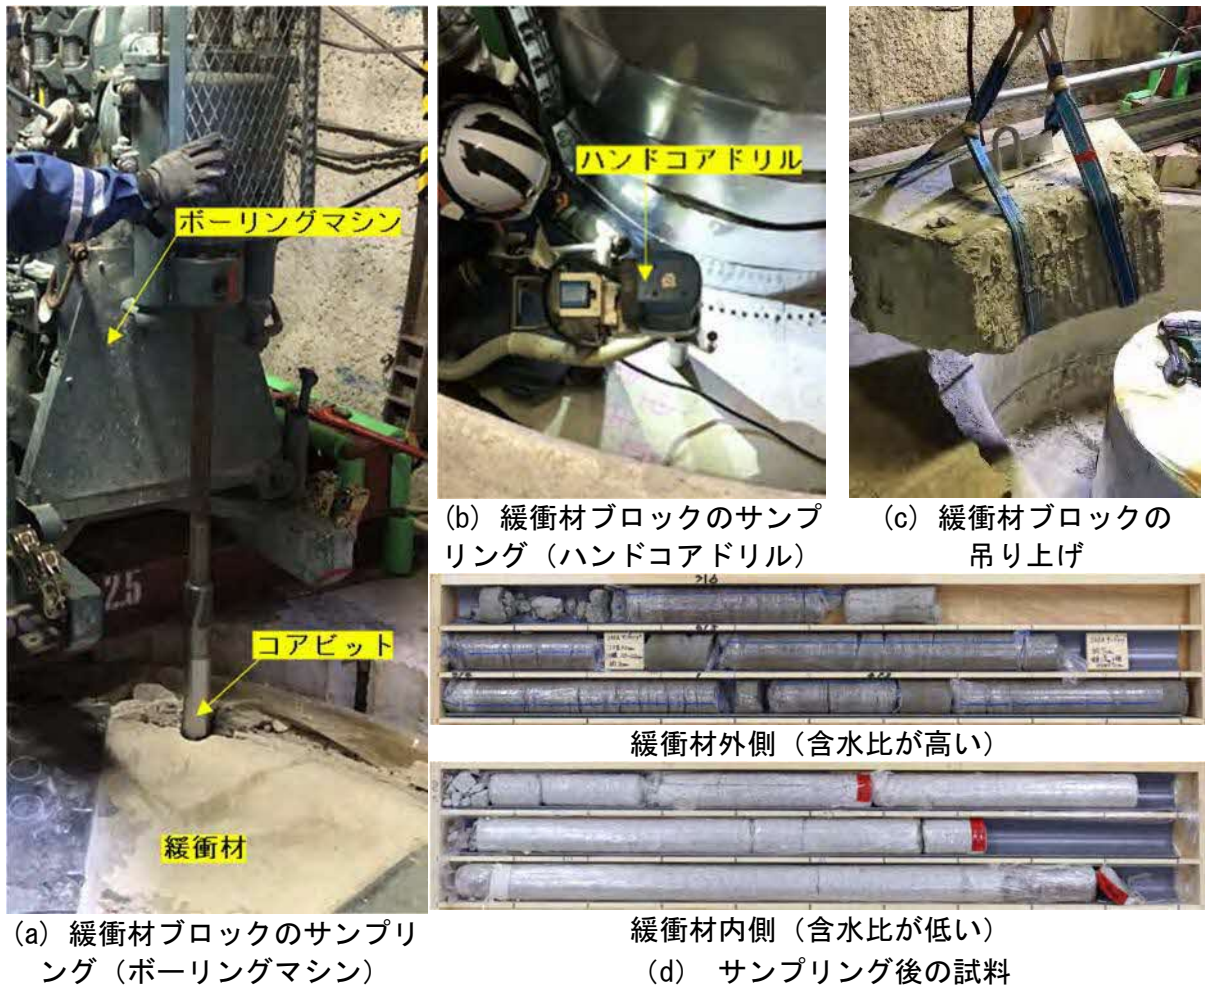 ボーリングマシン
コアビット
緩衝材
(a) 緩衝材ブロックのサンプリ
ング（ボーリングマシン）
ハンドコアドリル
(b) 緩衝材ブロックのサンプ
リング（ハンドコアドリル）
(c) 緩衝材ブロックの
吊り上げ
緩衝材外側（含水比が高い）
緩衝材内側（含水比が低い）
(d) サンプリング後の試料
25